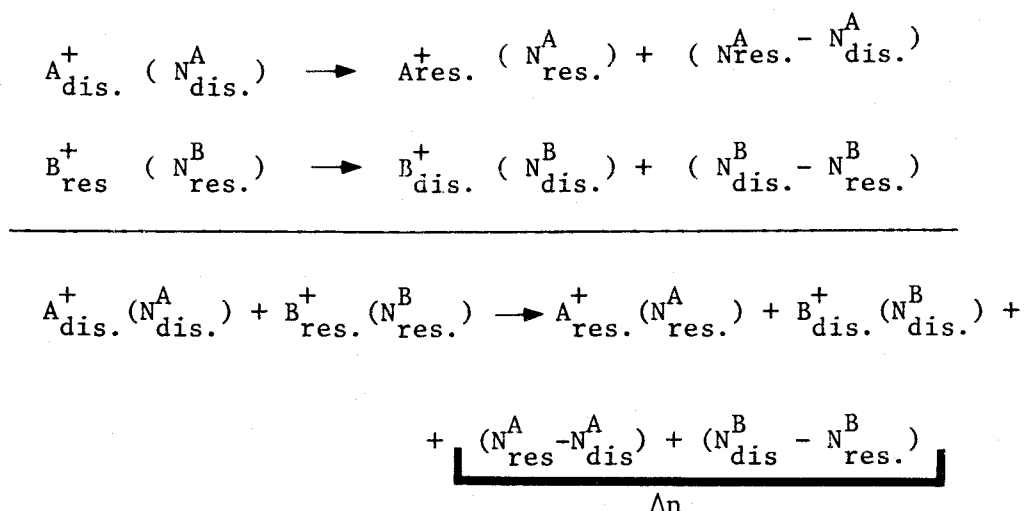 A⁺dis. ( Nᴬdis.) → A⁺res. ( Nᴬres.) + ( Nᴬres. - Nᴬdis.)
B⁺res ( Nᴮres.) → B⁺dis. ( Nᴮdis.) + ( Nᴮdis. - Nᴮres.)
A⁺dis.(Nᴬdis.) + B⁺res.(Nᴮres.) → A⁺res.(Nᴬres.) + B⁺dis.(Nᴮdis.) +
+ (Nᴬres-Nᴬdis) + (Nᴮdis - Nᴮres.)
Δn